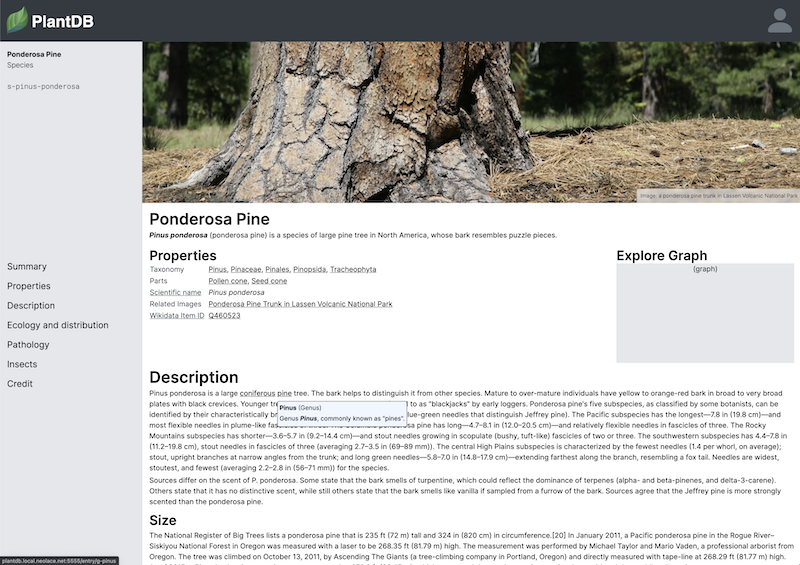 PlantDB
Ponderosa Pine
Species
s-pinus-ponderosa
Summary
Properties
Description
Ecology and distribution
Pathology
Insects
Credit
Image: a ponderosa pine trunk in Lassen Volcanic National Park
Ponderosa Pine
Pinus ponderosa (ponderosa pine) is a species of large pine tree in North America, whose bark resembles puzzle pieces.
Properties
Taxonomy Pinus, Pinaceae, Pinales, Pinopsida, Tracheophyta
Parts Pollen cone, Seed cone
Scientific name Pinus ponderosa
Related Images Ponderosa Pine Trunk in Lassen Volcanic National Park
Wikidata Item ID Q460523
Explore Graph
(graph)
Description
Pinus ponderosa is a large coniferous pine tree. The bark helps to distinguish it from other species. Mature to over-mature individuals have yellow to orange-red bark in broad to very broad
plates with black crevices. Younger tre to as "blackjacks" by early loggers. Ponderosa pine's five subspecies, as classified by some botanists, can be
identified by their characteristically br lue-green needles that distinguish Jeffrey pine). The Pacific subspecies has the longest—7.8 in (19.8 cm)—and
Pinus (Genus)
Genus Pinus, commonly known as "pines".
most flexible needles in plume-like fas pine has long—4.7–8.1 in (12.0–20.5 cm)—and relatively flexible needles in fascicles of three. The Rocky
Mountains subspecies has shorter—3.6–5.7 in (9.2–14.4 cm)—and stout needles growing in scopulate (bushy, tuft-like) fascicles of two or three. The southwestern subspecies has 4.4–7.8 in
(11.2–19.8 cm), stout needles in fascicles of three (averaging 2.7–3.5 in (69–89 mm)). The central High Plains subspecies is characterized by the fewest needles (1.4 per whorl, on average);
stout, upright branches at narrow angles from the trunk; and long green needles—5.8–7.0 in (14.8–17.9 cm)—extending farthest along the branch, resembling a fox tail. Needles are widest,
stoutest, and fewest (averaging 2.2–2.8 in (56–71 mm)) for the species.
Sources differ on the scent of P. ponderosa. Some state that the bark smells of turpentine, which could reflect the dominance of terpenes (alpha- and beta-pinenes, and delta-3-carene).
Others state that it has no distinctive scent, while still others state that the bark smells like vanilla if sampled from a furrow of the bark. Sources agree that the Jeffrey pine is more strongly
scented than the ponderosa pine.
Size
The National Register of Big Trees lists a ponderosa pine that is 235 ft (72 m) tall and 324 in (820 cm) in circumference.[20] In January 2011, a Pacific ponderosa pine in the Rogue River–
Siskiyou National Forest in Oregon was measured with a laser to be 268.35 ft (81.79 m) high. The measurement was performed by Michael Taylor and Mario Vaden, a professional arborist from
Oregon. The tree was climbed on October 13, 2011, by Ascending The Giants (a tree-climbing company in Portland, Oregon) and directly measured with tape-line at 268.29 ft (81.77 m) high.
plantdb.local.neolace.net:5555/entry/g-pinus